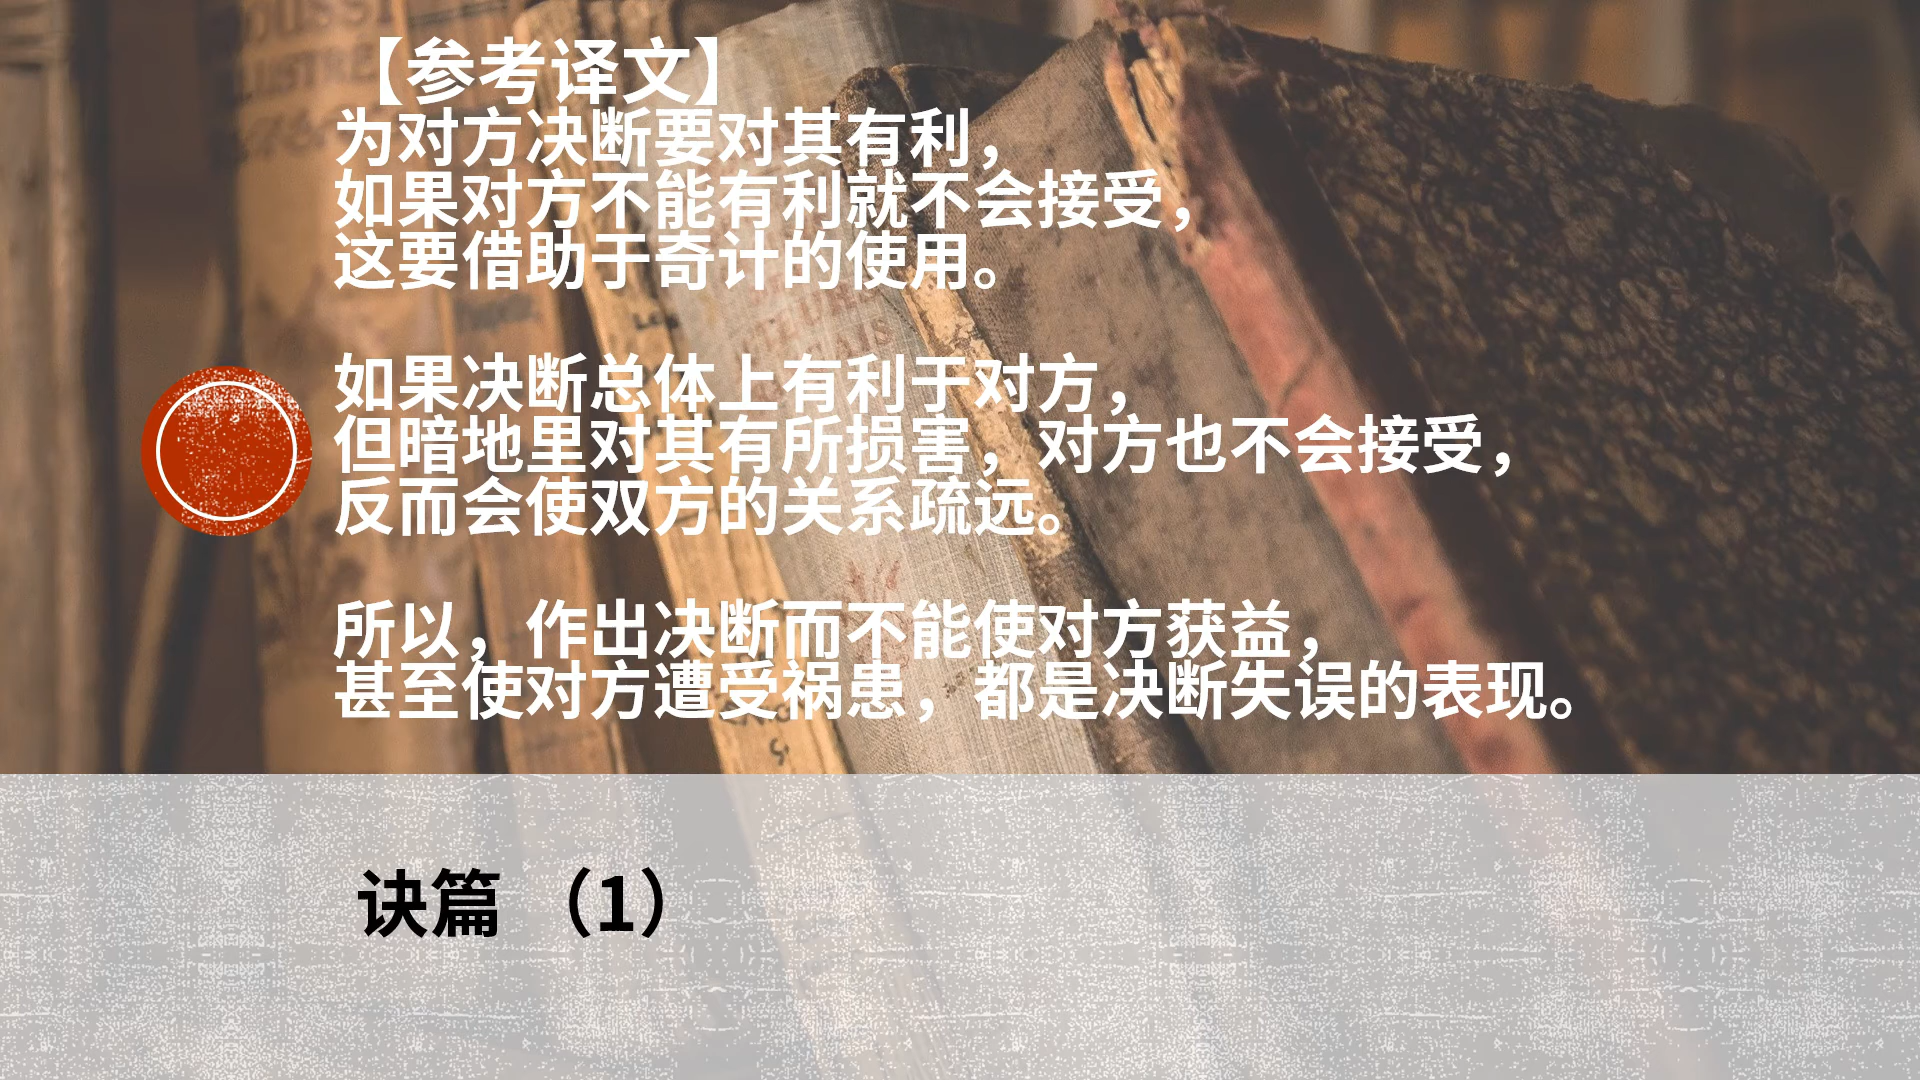 【参考译文】
为对方决断要对其有利，
如果对方不能有利就不会接受，
这要借助于奇计的使用。
如果决断总体上有利于对方，
但暗地里对其有所损害，对方也不会接受，
反而会使双方的关系疏远。
所以，作出决断而不能使对方获益，
甚至使对方遭受祸患，都是决断失误的表现。
诀篇 （1）